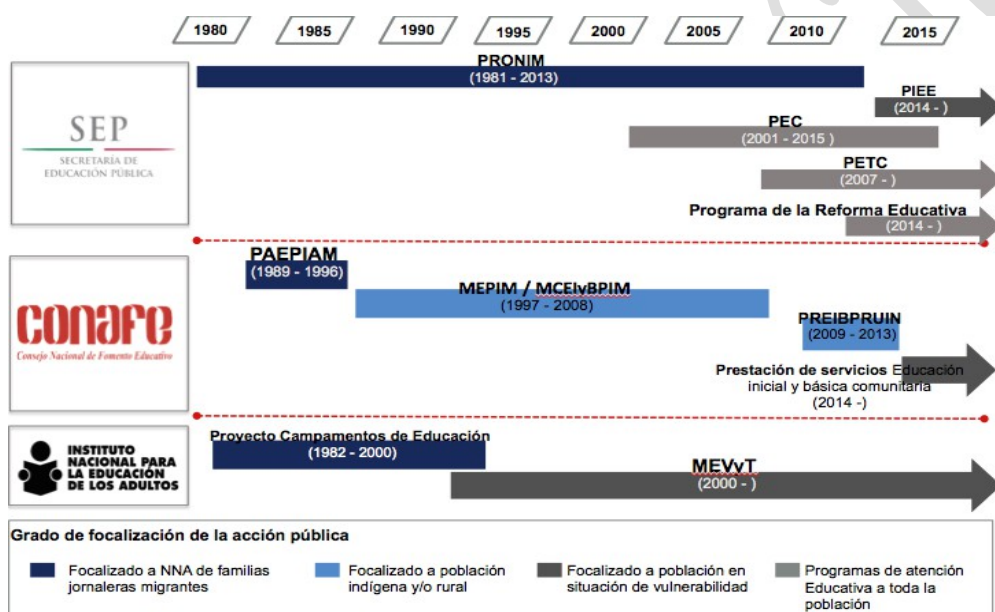 1980 1985 1990 1995 2000 2005 2010 2015
PRONIM
(1981 - 2013)
PIEE
(2014 - )
PEC
(2001 - 2015 )
PETC
(2007 - )
Programa de la Reforma Educativa
(2014 - )
SEP
SECRETARÍA DE
EDUCACIÓN PÚBLICA
PAEPIAM
(1989 - 1996)
MEPIM / MCEIyBPIM
(1997 - 2008)
PREIBPRUIN
(2009 - 2013)
Prestación de servicios Educación
inicial y básica comunitaria
(2014 -)
CONAFE
Consejo Nacional de Fomento Educativo
Proyecto Campamentos de Educación
(1982 - 2000)
MEVyT
(2000 - )
INSTITUTO
NACIONAL PARA
LA EDUCACIÓN
DE LOS ADULTOS
Grado de focalización de la acción pública
Focalizado a NNA de familias
jornaleras migrantes
Focalizado a población
indígena y/o rural
Focalizado a población en
situación de vulnerabilidad
Programas de atención
Educativa a toda la
población